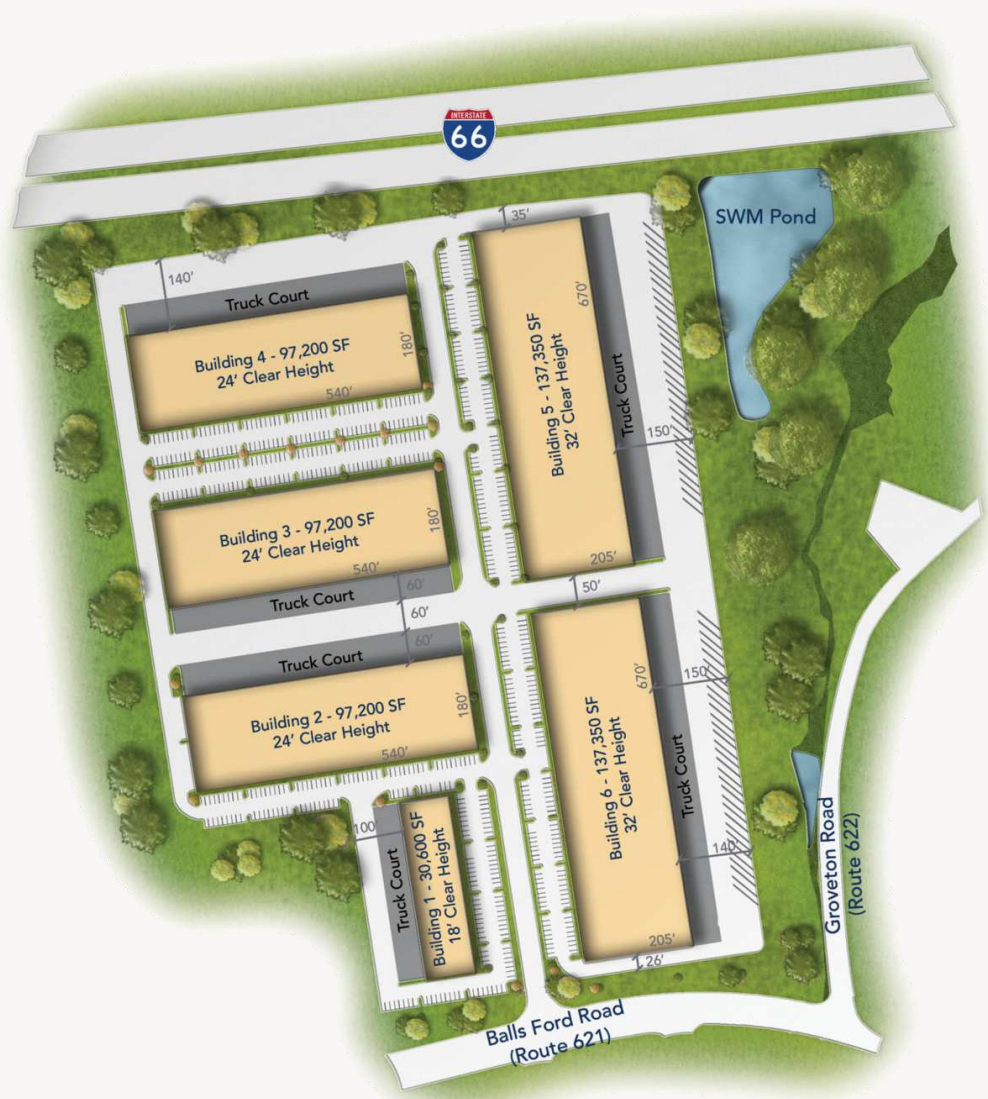 INTERSTATE
66
SWM Pond
35'
140'
Truck Court
Building 4 - 97,200 SF
24' Clear Height
180'
540'
670'
Building 5 - 137,350 SF
32' Clear Height
Truck Court
150'
205'
Building 3 - 97,200 SF
24' Clear Height
180'
540'
60'
Truck Court
60'
60'
50'
Truck Court
Building 2 - 97,200 SF
24' Clear Height
180'
540'
670'
150'
Building 6 - 137,350 SF
32' Clear Height
Truck Court
140'
205'
26'
100'
Truck Court
Building 1 - 30,600 SF
18' Clear Height
Groveton Road
(Route 622)
Balls Ford Road
(Route 621)